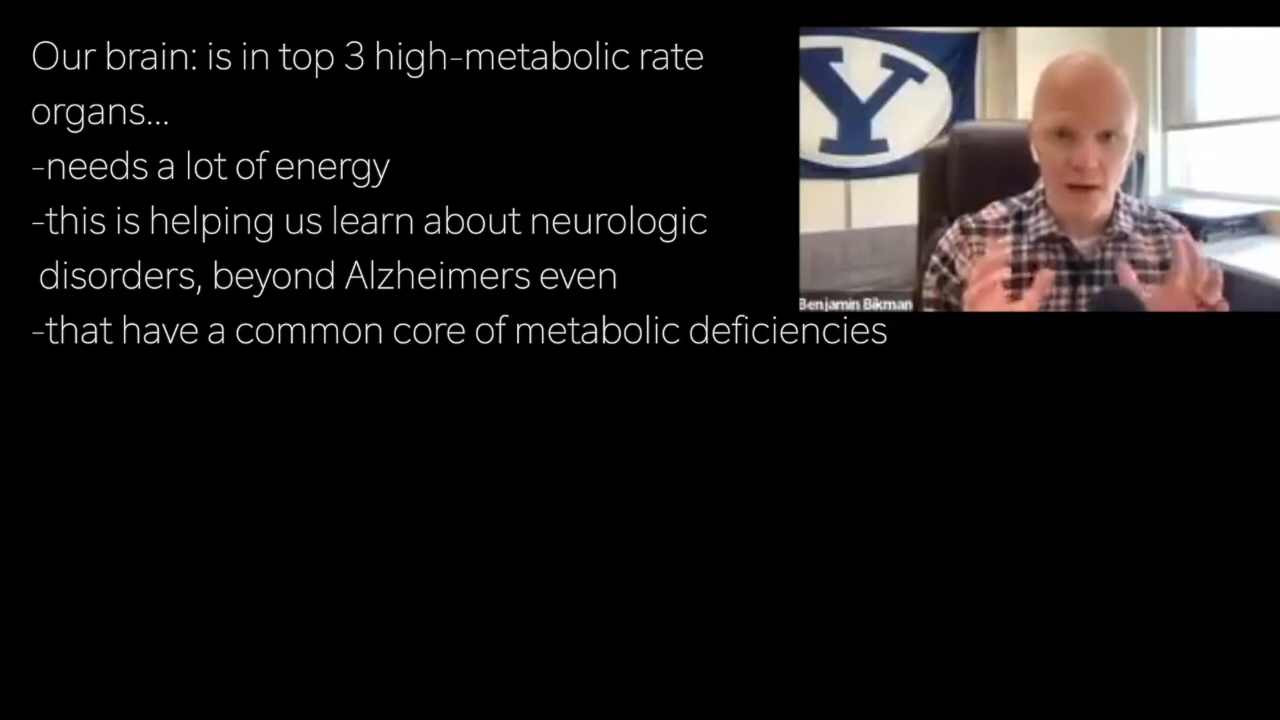 Our brain: is in top 3 high-metabolic rate
organs...
-needs a lot of energy
-this is helping us learn about neurologic
disorders, beyond Alzheimers even
-that have a common core of metabolic deficiencies
Y
Benjamin Bikman